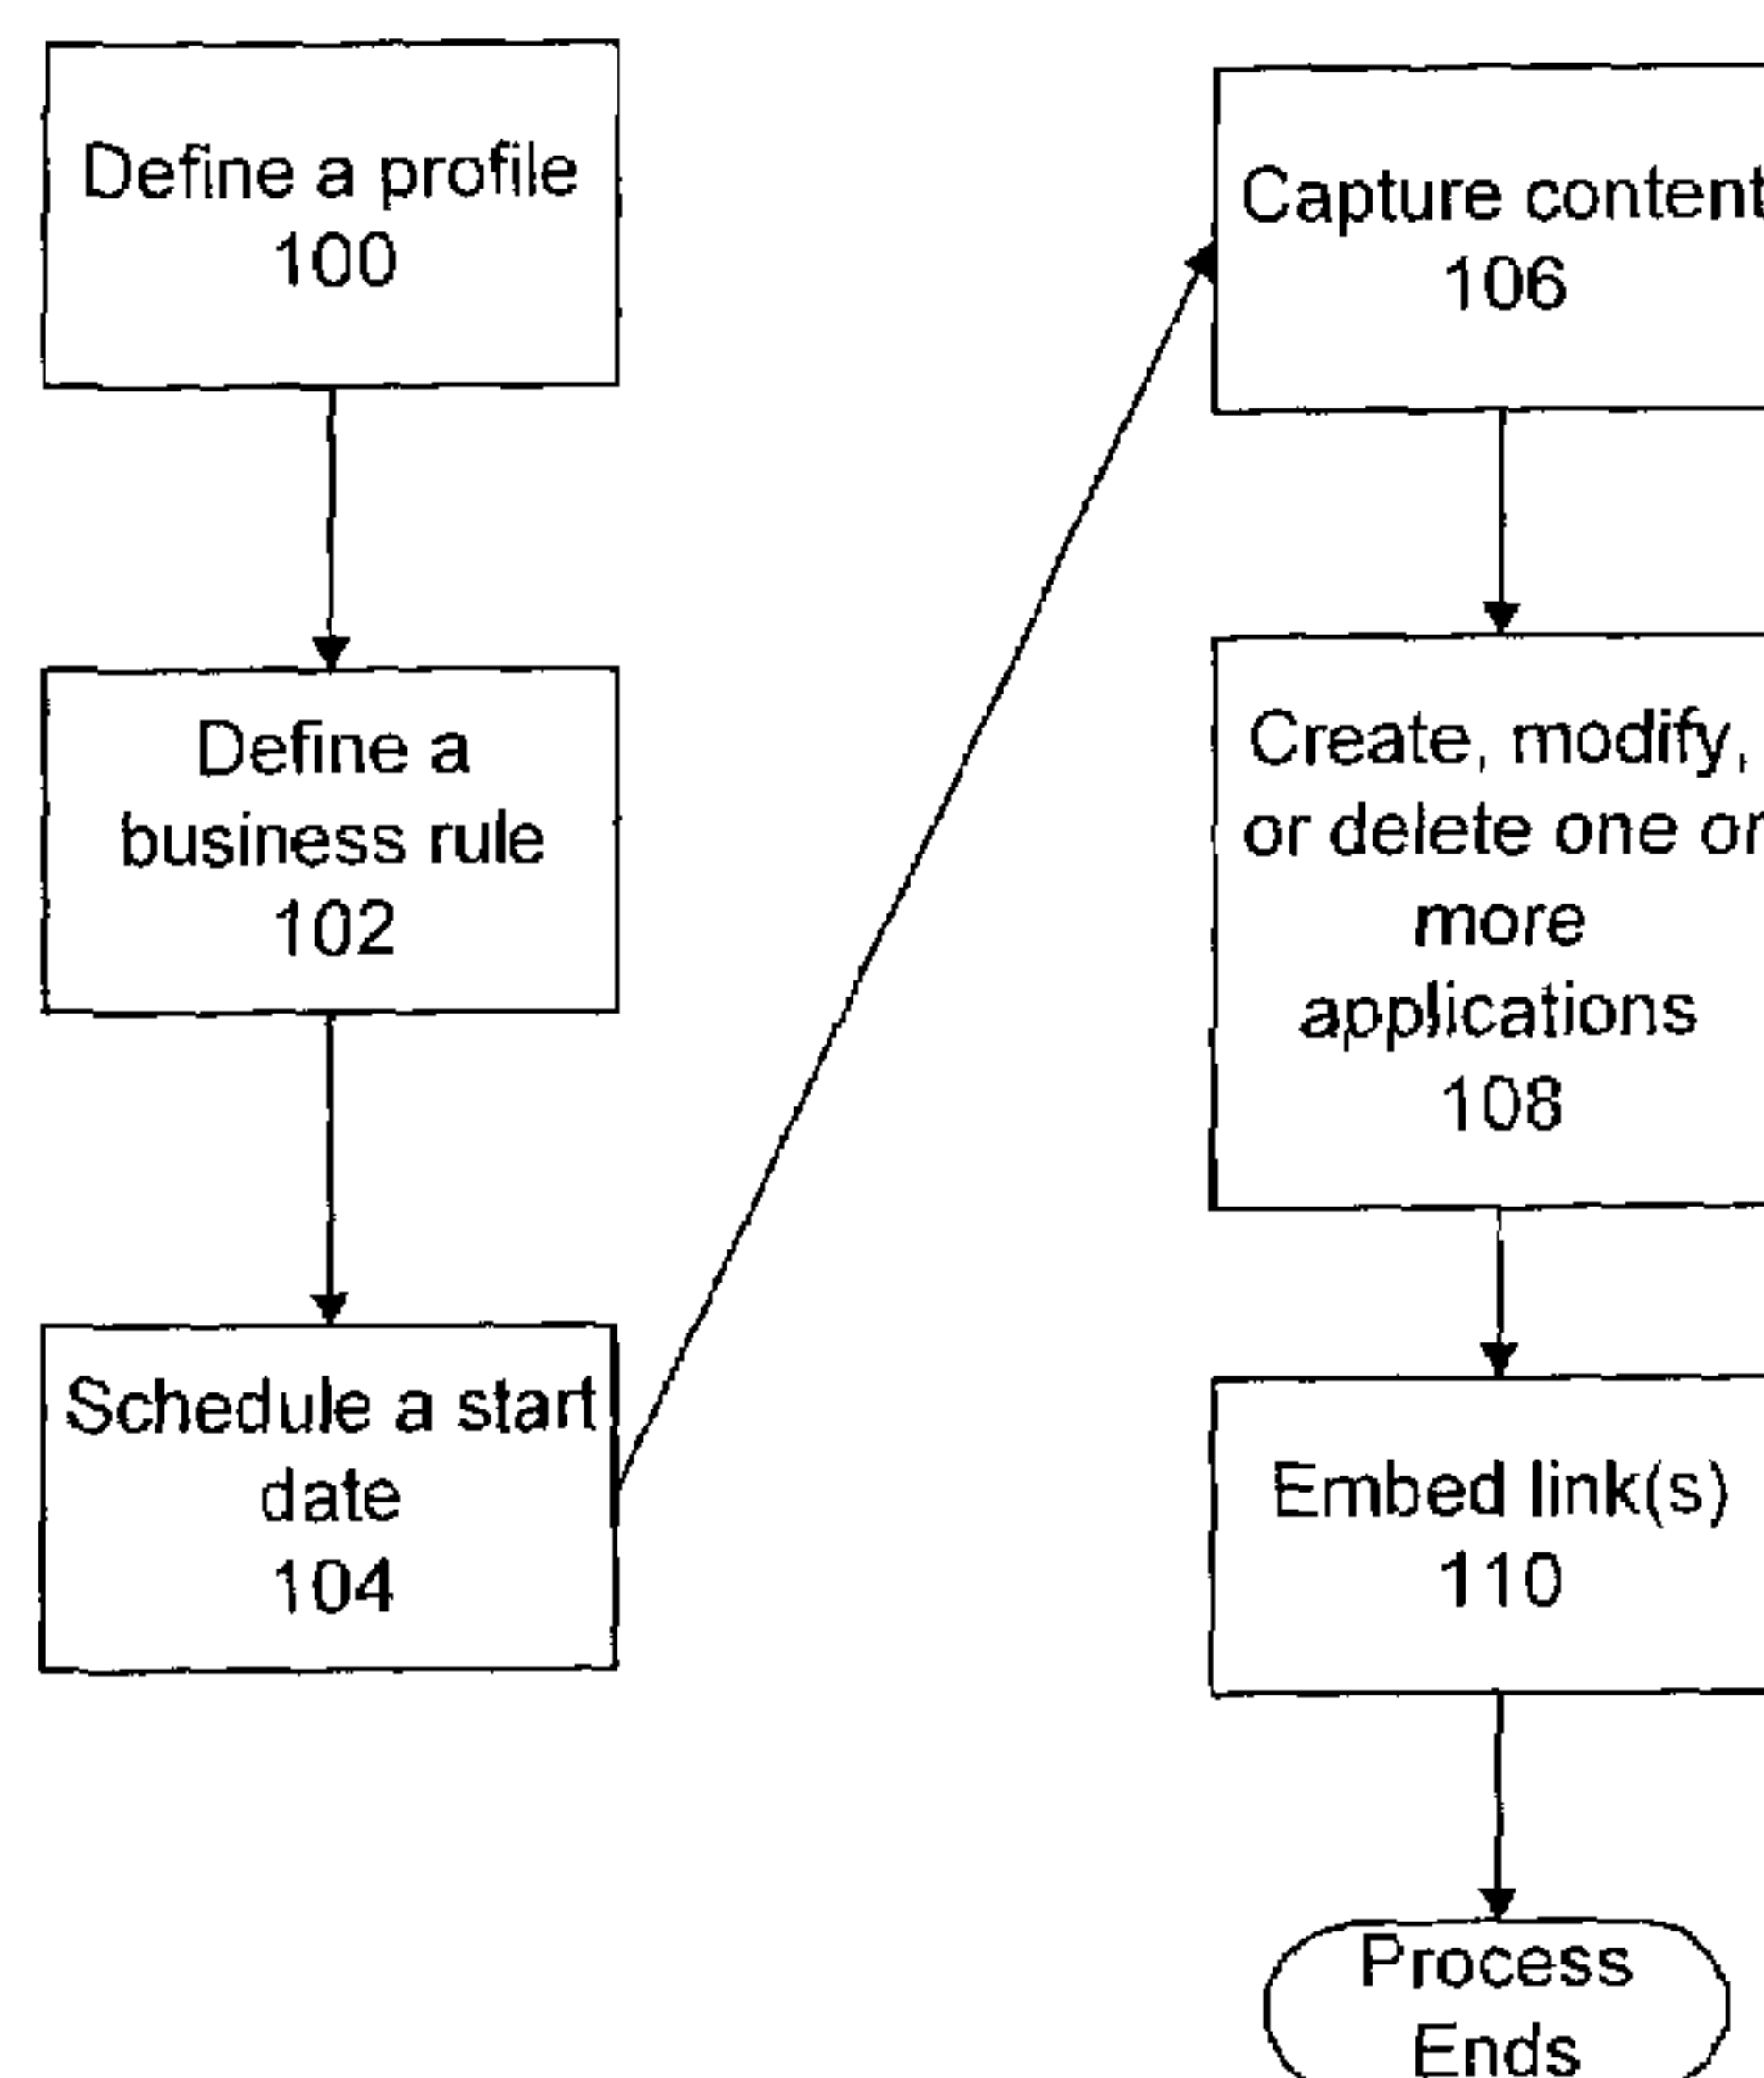 Define a profile
100
Define a
business rule
102
Schedule a start
date
104
Capture content
106
Create, modify,
or delete one or
more
applications
108
Embed link(s)
110
Process
Ends